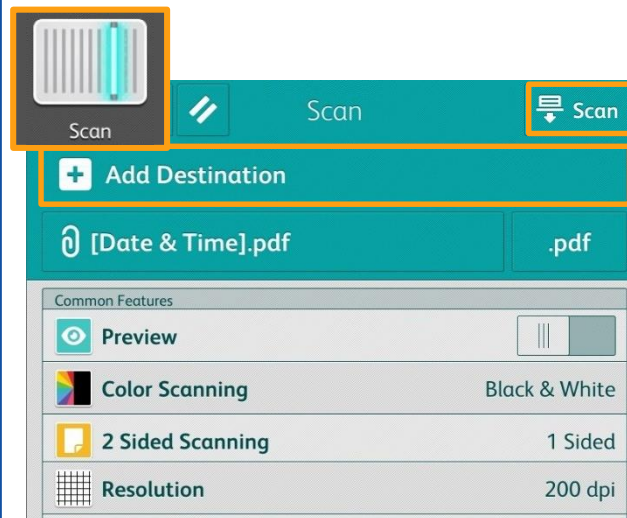 Scan
Scan
Scan
Add Destination
[Date & Time].pdf
.pdf
Common Features
Preview
Color Scanning
Black & White
2 Sided Scanning
1 Sided
Resolution
200 dpi